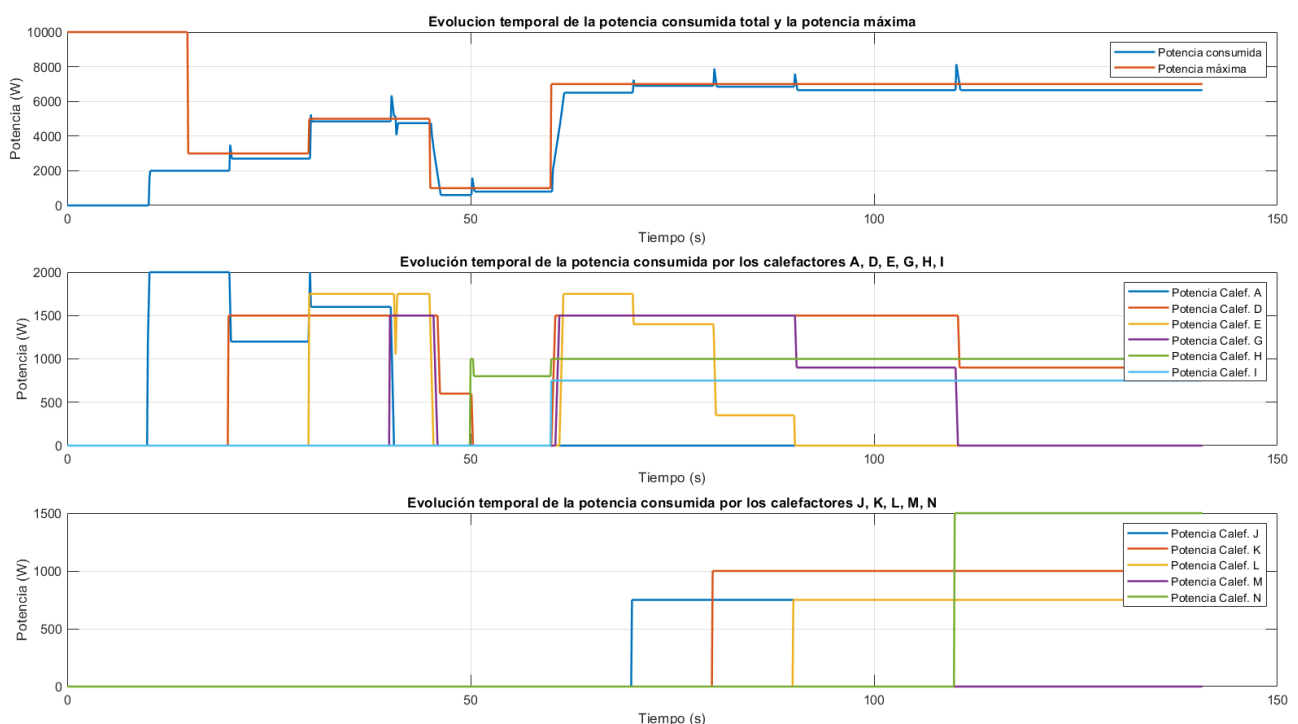 Evolucion temporal de la potencia consumida total y la potencia máxima
Potencia (W)
10000
8000
6000
4000
2000
0
0
50
100
150
Tiempo (s)
Potencia consumida
Potencia máxima
Evolución temporal de la potencia consumida por los calefactores A, D, E, G, H, I
Potencia (W)
2000
1500
1000
500
0
0
50
100
150
Tiempo (s)
Potencia Calef. A
Potencia Calef. D
Potencia Calef. E
Potencia Calef. G
Potencia Calef. H
Potencia Calef. I
Evolución temporal de la potencia consumida por los calefactores J, K, L, M, N
Potencia (W)
1500
1000
500
0
0
50
100
150
Tiempo (s)
Potencia Calef. J
Potencia Calef. K
Potencia Calef. L
Potencia Calef. M
Potencia Calef. N